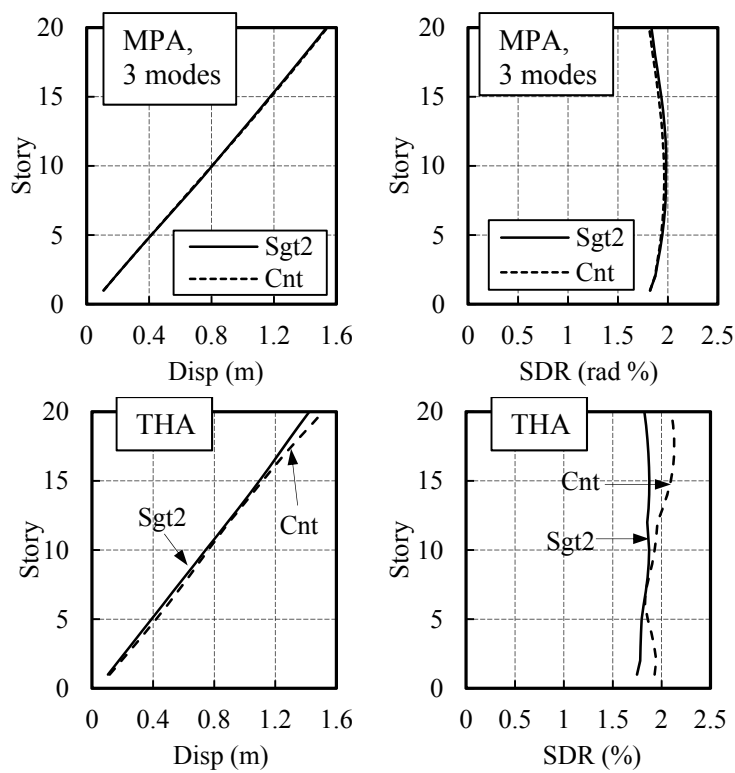 MPA,
3 modes
Story
20
15
10
5
0
Sgt2
Cnt
0 0.4 0.8 1.2 1.6
Disp (m)
MPA,
3 modes
Story
20
15
10
5
0
Sgt2
Cnt
0 0.5 1 1.5 2 2.5
SDR (rad %)
THA
Story
20
15
10
5
0
Sgt2
Cnt
0 0.4 0.8 1.2 1.6
Disp (m)
THA
Story
20
15
10
5
0
Cnt
Sgt2
0 0.5 1 1.5 2 2.5
SDR (%)